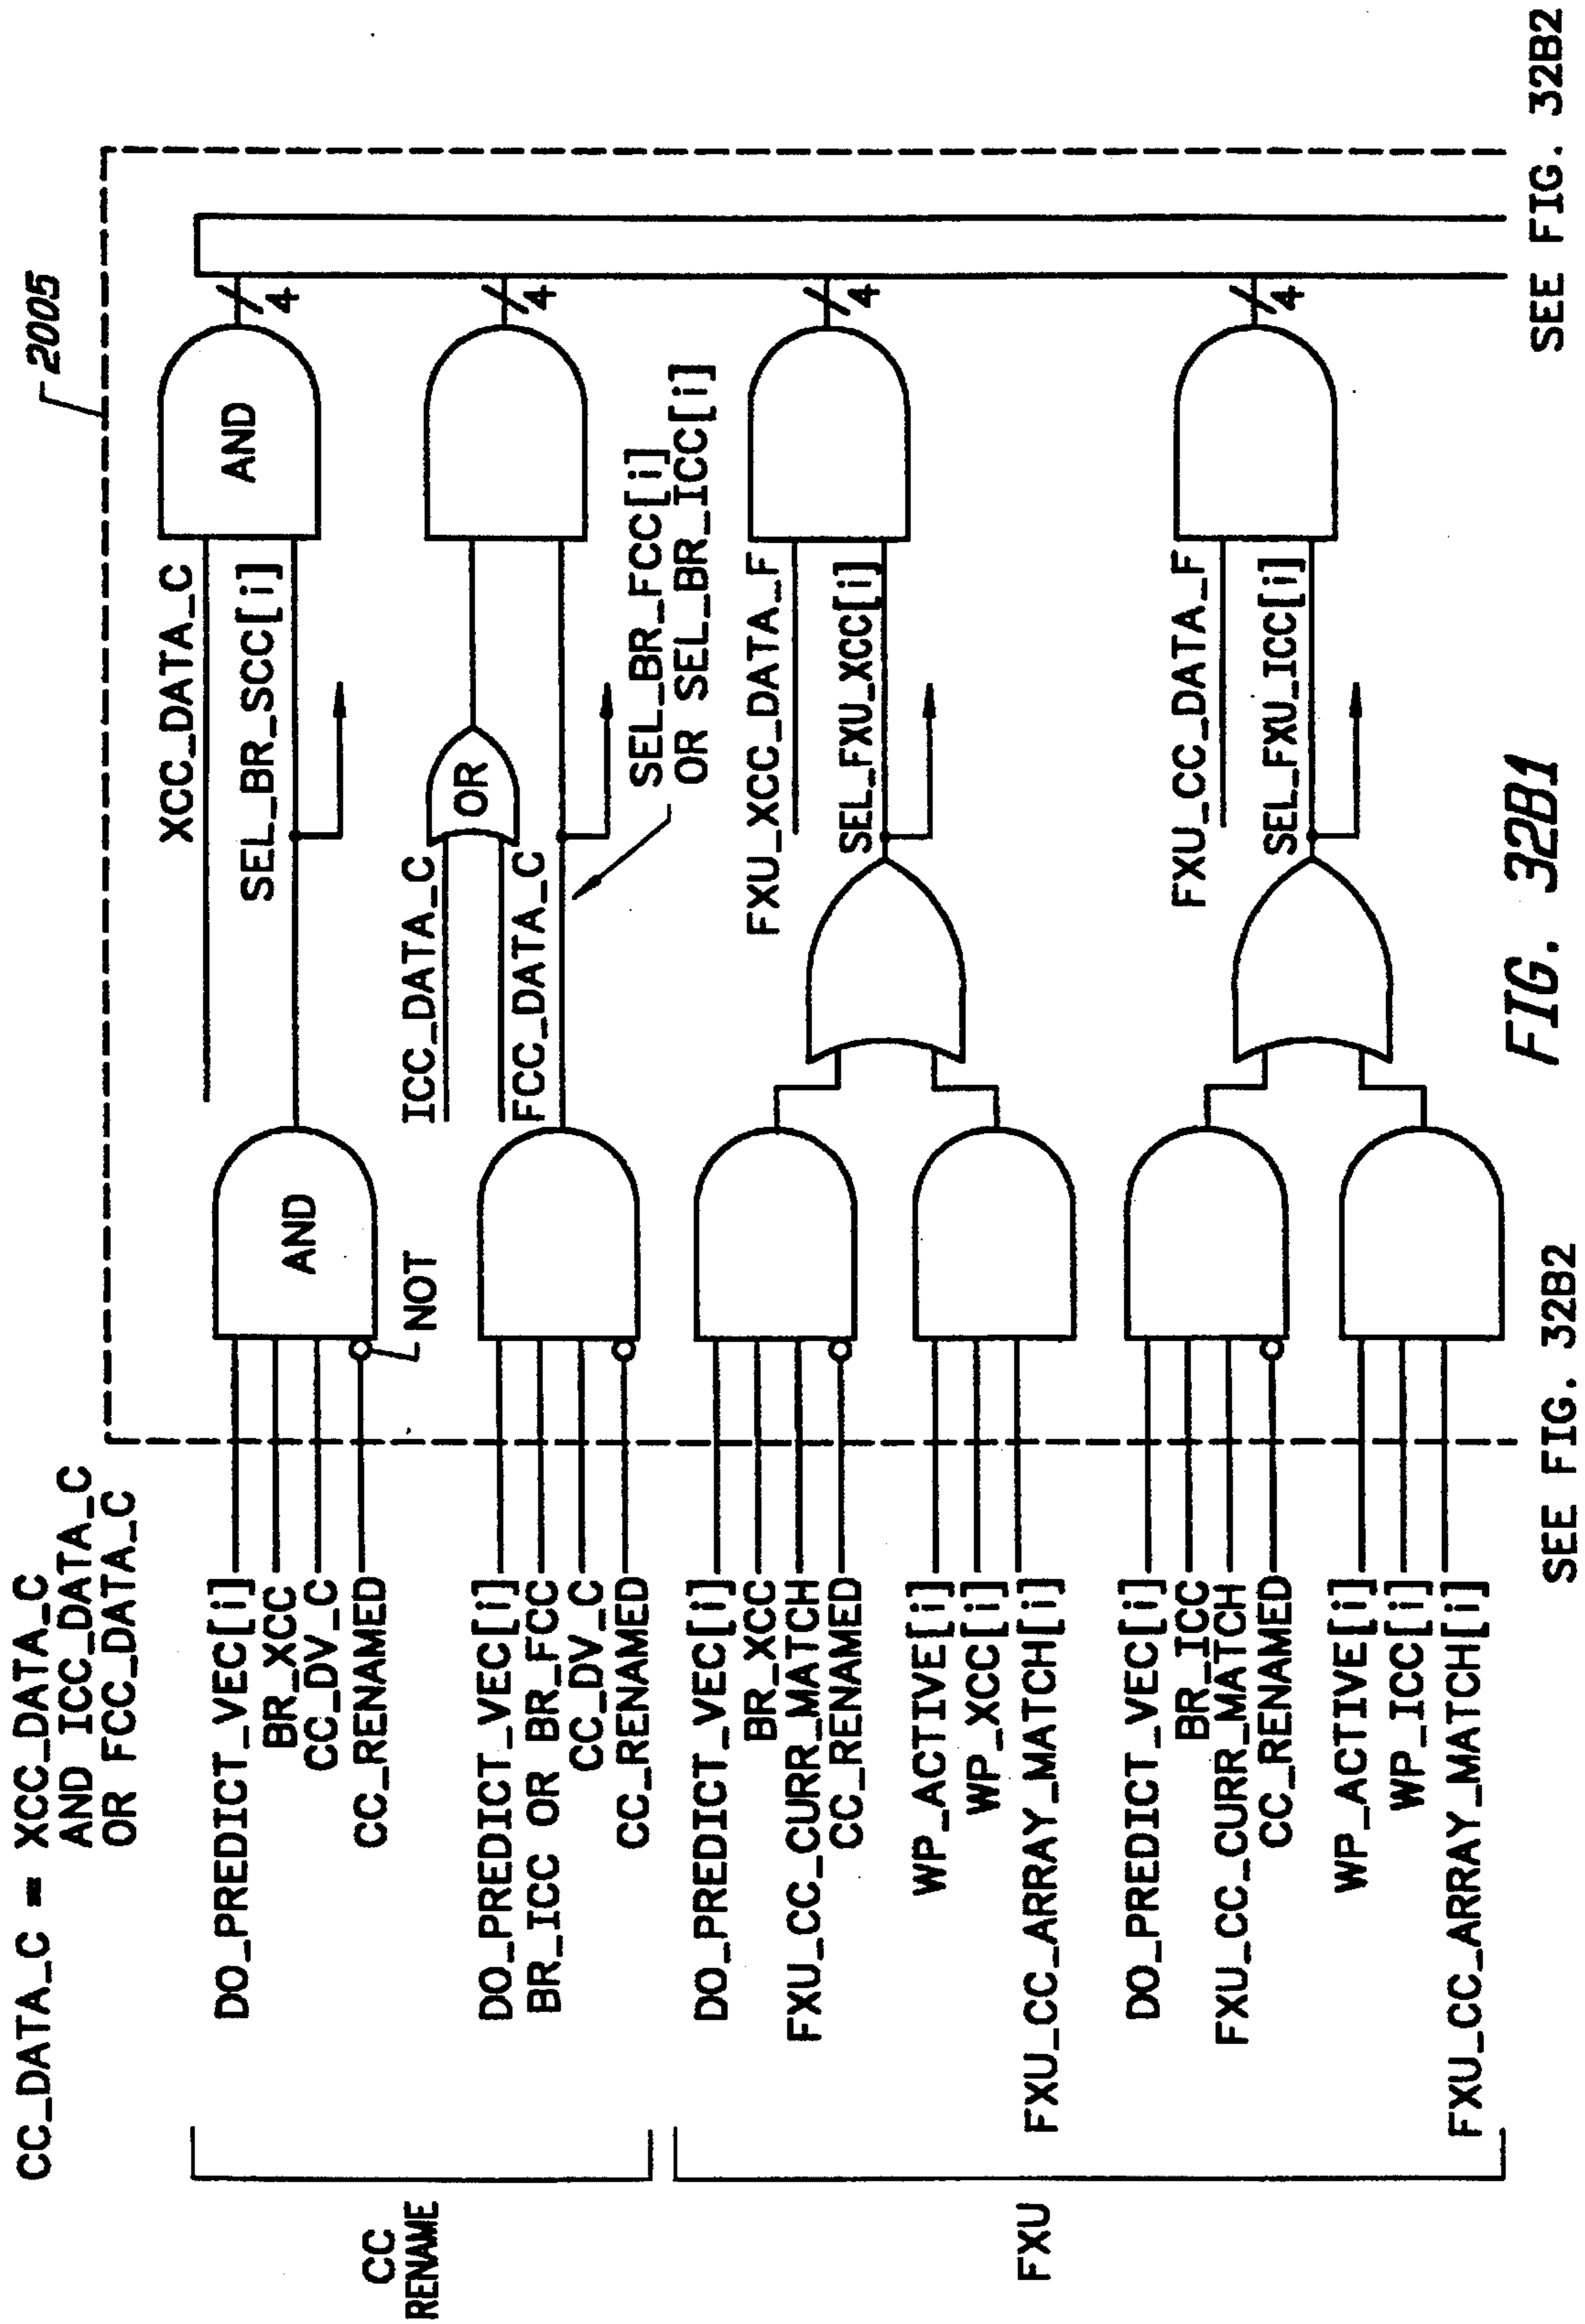 CC_DATA_C = XCC_DATA_C
AND ICC_DATA_C
OR FCC_DATA_C
2005
CC
RENAME
DO_PREDICT_VEC[i]
BR_XCC
CC_DV_C
CC_RENAMED
AND
NOT
XCC_DATA_C
SEL_BR_SCC[i]
AND
4
DO_PREDICT_VEC[i]
BR_ICC OR BR_FCC
CC_DV_C
CC_RENAMED
ICC_DATA_C
FCC_DATA_C
OR
4
SEL_BR_FCC[i]
OR SEL_BR_ICC[i]
FXU
DO_PREDICT_VEC[i]
BR_XCC
FXU_CC_CURR_MATCH
CC_RENAMED
WP_ACTIVE[i]
WP_XCC[i]
FXU_CC_ARRAY_MATCH[i]
FXU_XCC_DATA_F
SEL_FXU_XCC[i]
4
DO_PREDICT_VEC[i]
BR_ICC
FXU_CC_CURR_MATCH
CC_RENAMED
WP_ACTIVE[i]
WP_ICC[i]
FXU_CC_ARRAY_MATCH[i]
FXU_CC_DATA_F
SEL_FXU_ICC[i]
4
SEE FIG. 32B2
FIG. 32B1
SEE FIG. 32B2